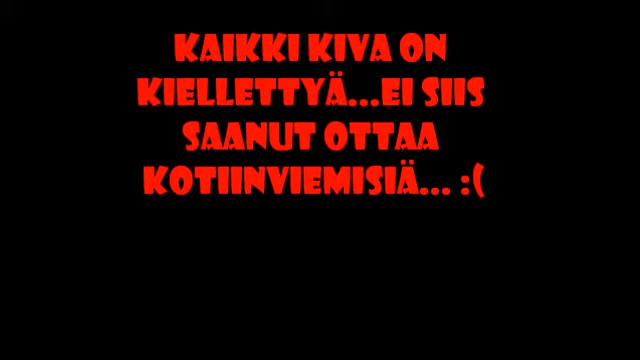 KAIKKI KIVA ON
KIELLETTYÄ...EI SIIS
SAANUT OTTAA
KOTIINVIEMISIÄ... :(